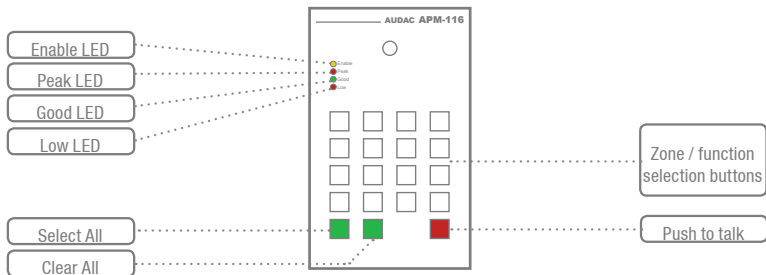 AUDAC APM-116
Enable LED
Peak LED
Good LED
Low LED
Enable
Peak
Good
Low
Zone / function
selection buttons
Select All
Push to talk
Clear All